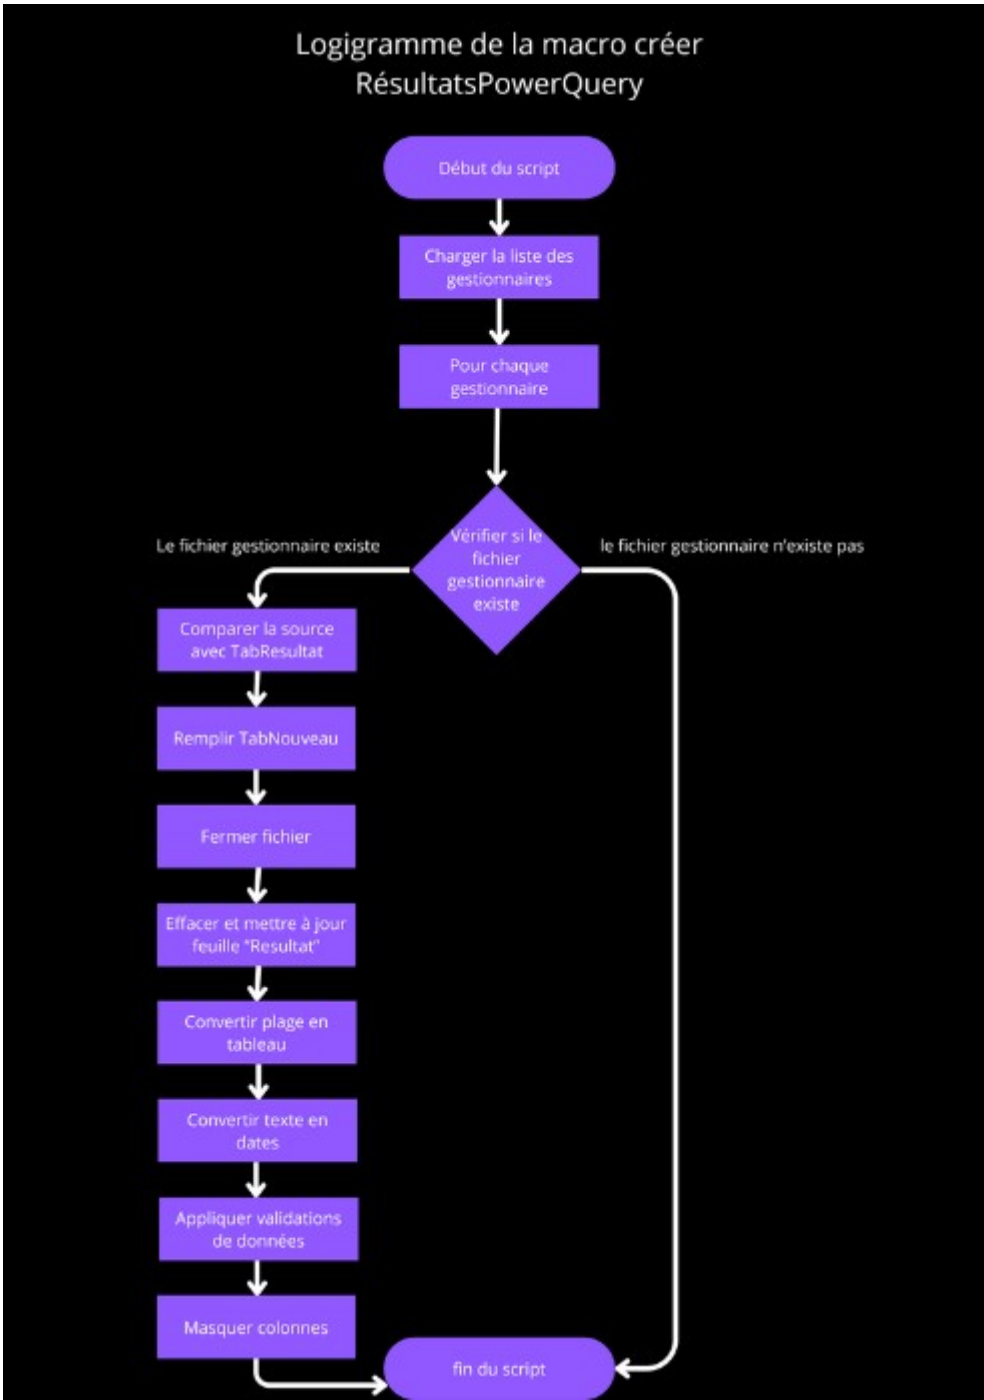 Logigramme de la macro créer
RésultatsPowerQuery
Début du script
Charger la liste des
gestionnaires
Pour chaque
gestionnaire
Le fichier gestionnaire existe
Vérifier si le
fichier
gestionnaire
existe
le fichier gestionnaire n'existe pas
Comparer la source
avec TabResultat
Remplir TabNouveau
Fermer fichier
Effacer et mettre à jour
feuille "Resultat"
Convertir plage en
tableau
Convertir texte en
dates
Appliquer validations
de données
Masquer colonnes
fin du script